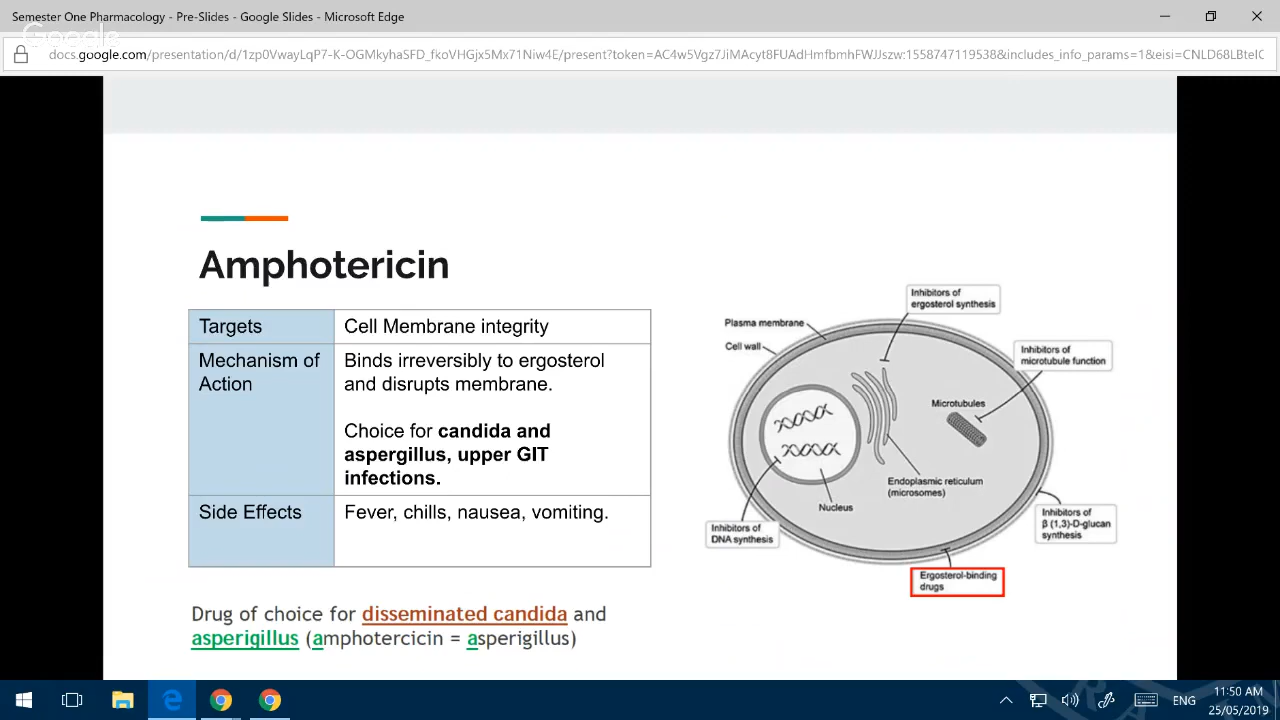 Semester One Pharmacology - Pre-Slides - Google Slides - Microsoft Edge
Google
docs.google.com/presentation/d/1zp0VwayLqP7-K-OGMkyhaSFD_fkoVHGjx5Mx71Niw4E/present?token=AC4w5Vgz7JiMAcyt8FUAdHmfbmhFWJJszw:1558747119538&includes_info_params=1&eisi=CNLD68LBteIC
Amphotericin
Targets
Cell Membrane integrity
Mechanism of
Action
Binds irreversibly to ergosterol
and disrupts membrane.
Choice for candida and
aspergillus, upper GIT
infections.
Side Effects
Fever, chills, nausea, vomiting.
Drug of choice for disseminated candida and
asperigillus (amphotercicin = asperigillus)
Inhibitors of
ergosterol synthesis
Plasma membrane
Cell wall
Inhibitors of
microtubule function
Microtubules
Endoplasmic reticulum
(microsomes)
Nucleus
Inhibitors of
DNA synthesis
Inhibitors of
β (1,3)-D-glucan
synthesis
Ergosterol-binding
drugs
ENG
11:50 AM
25/05/2019